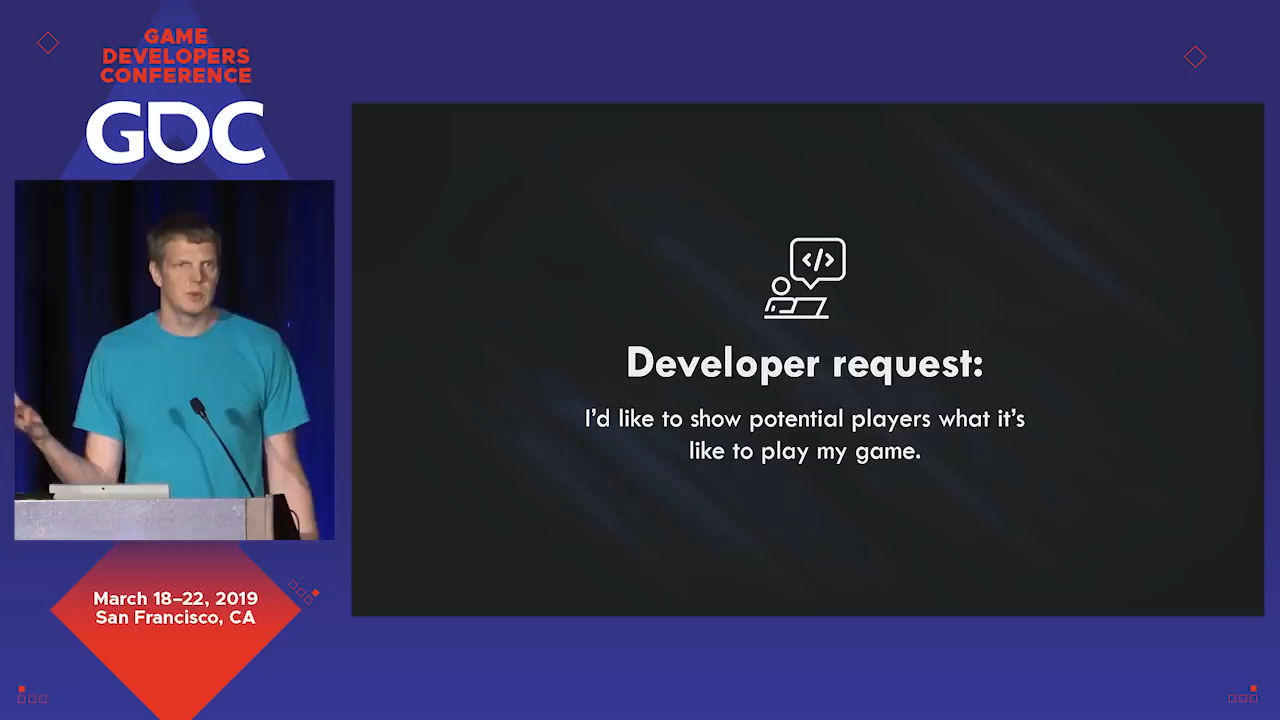 GAME
DEVELOPERS
CONFERENCE
GDC
</>
Developer request:
I'd like to show potential players what it's
like to play my game.
March 18–22, 2019
San Francisco, CA